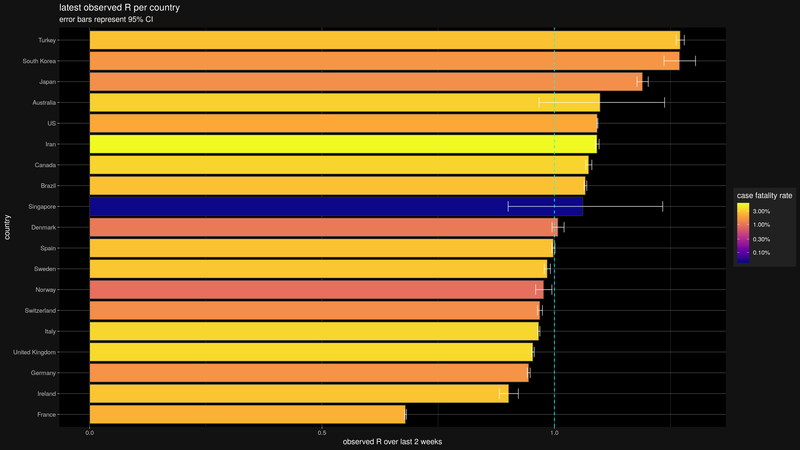 latest observed R per country
error bars represent 95% CI
country
Turkey
South Korea
Japan
Australia
US
Iran
Canada
Brazil
Singapore
Denmark
Spain
Sweden
Norway
Switzerland
Italy
United Kingdom
Germany
Ireland
France
0.0 0.5 1.0
observed R over last 2 weeks
case fatality rate
3.00%
1.00%
0.30%
0.10%